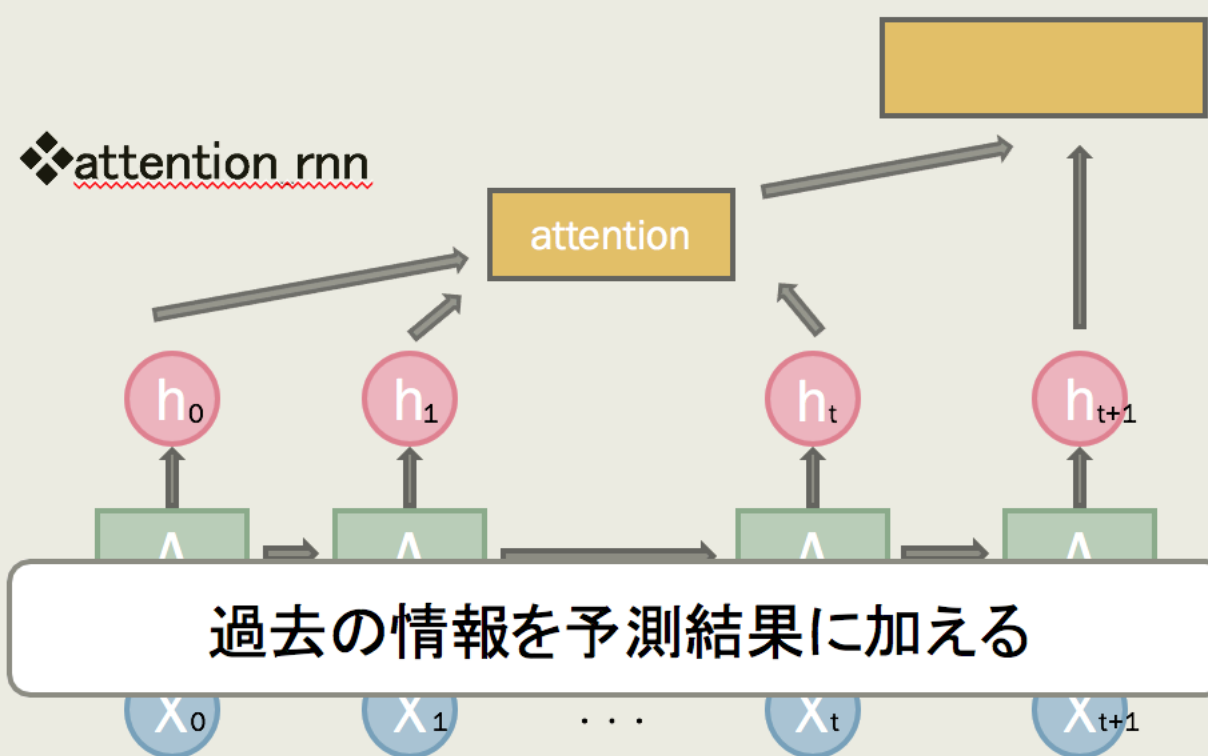 ❖attention rnn
attention
h0 h1 ht ht+1
A A A A
過去の情報を予測結果に加える
X0 X1 ... Xt Xt+1